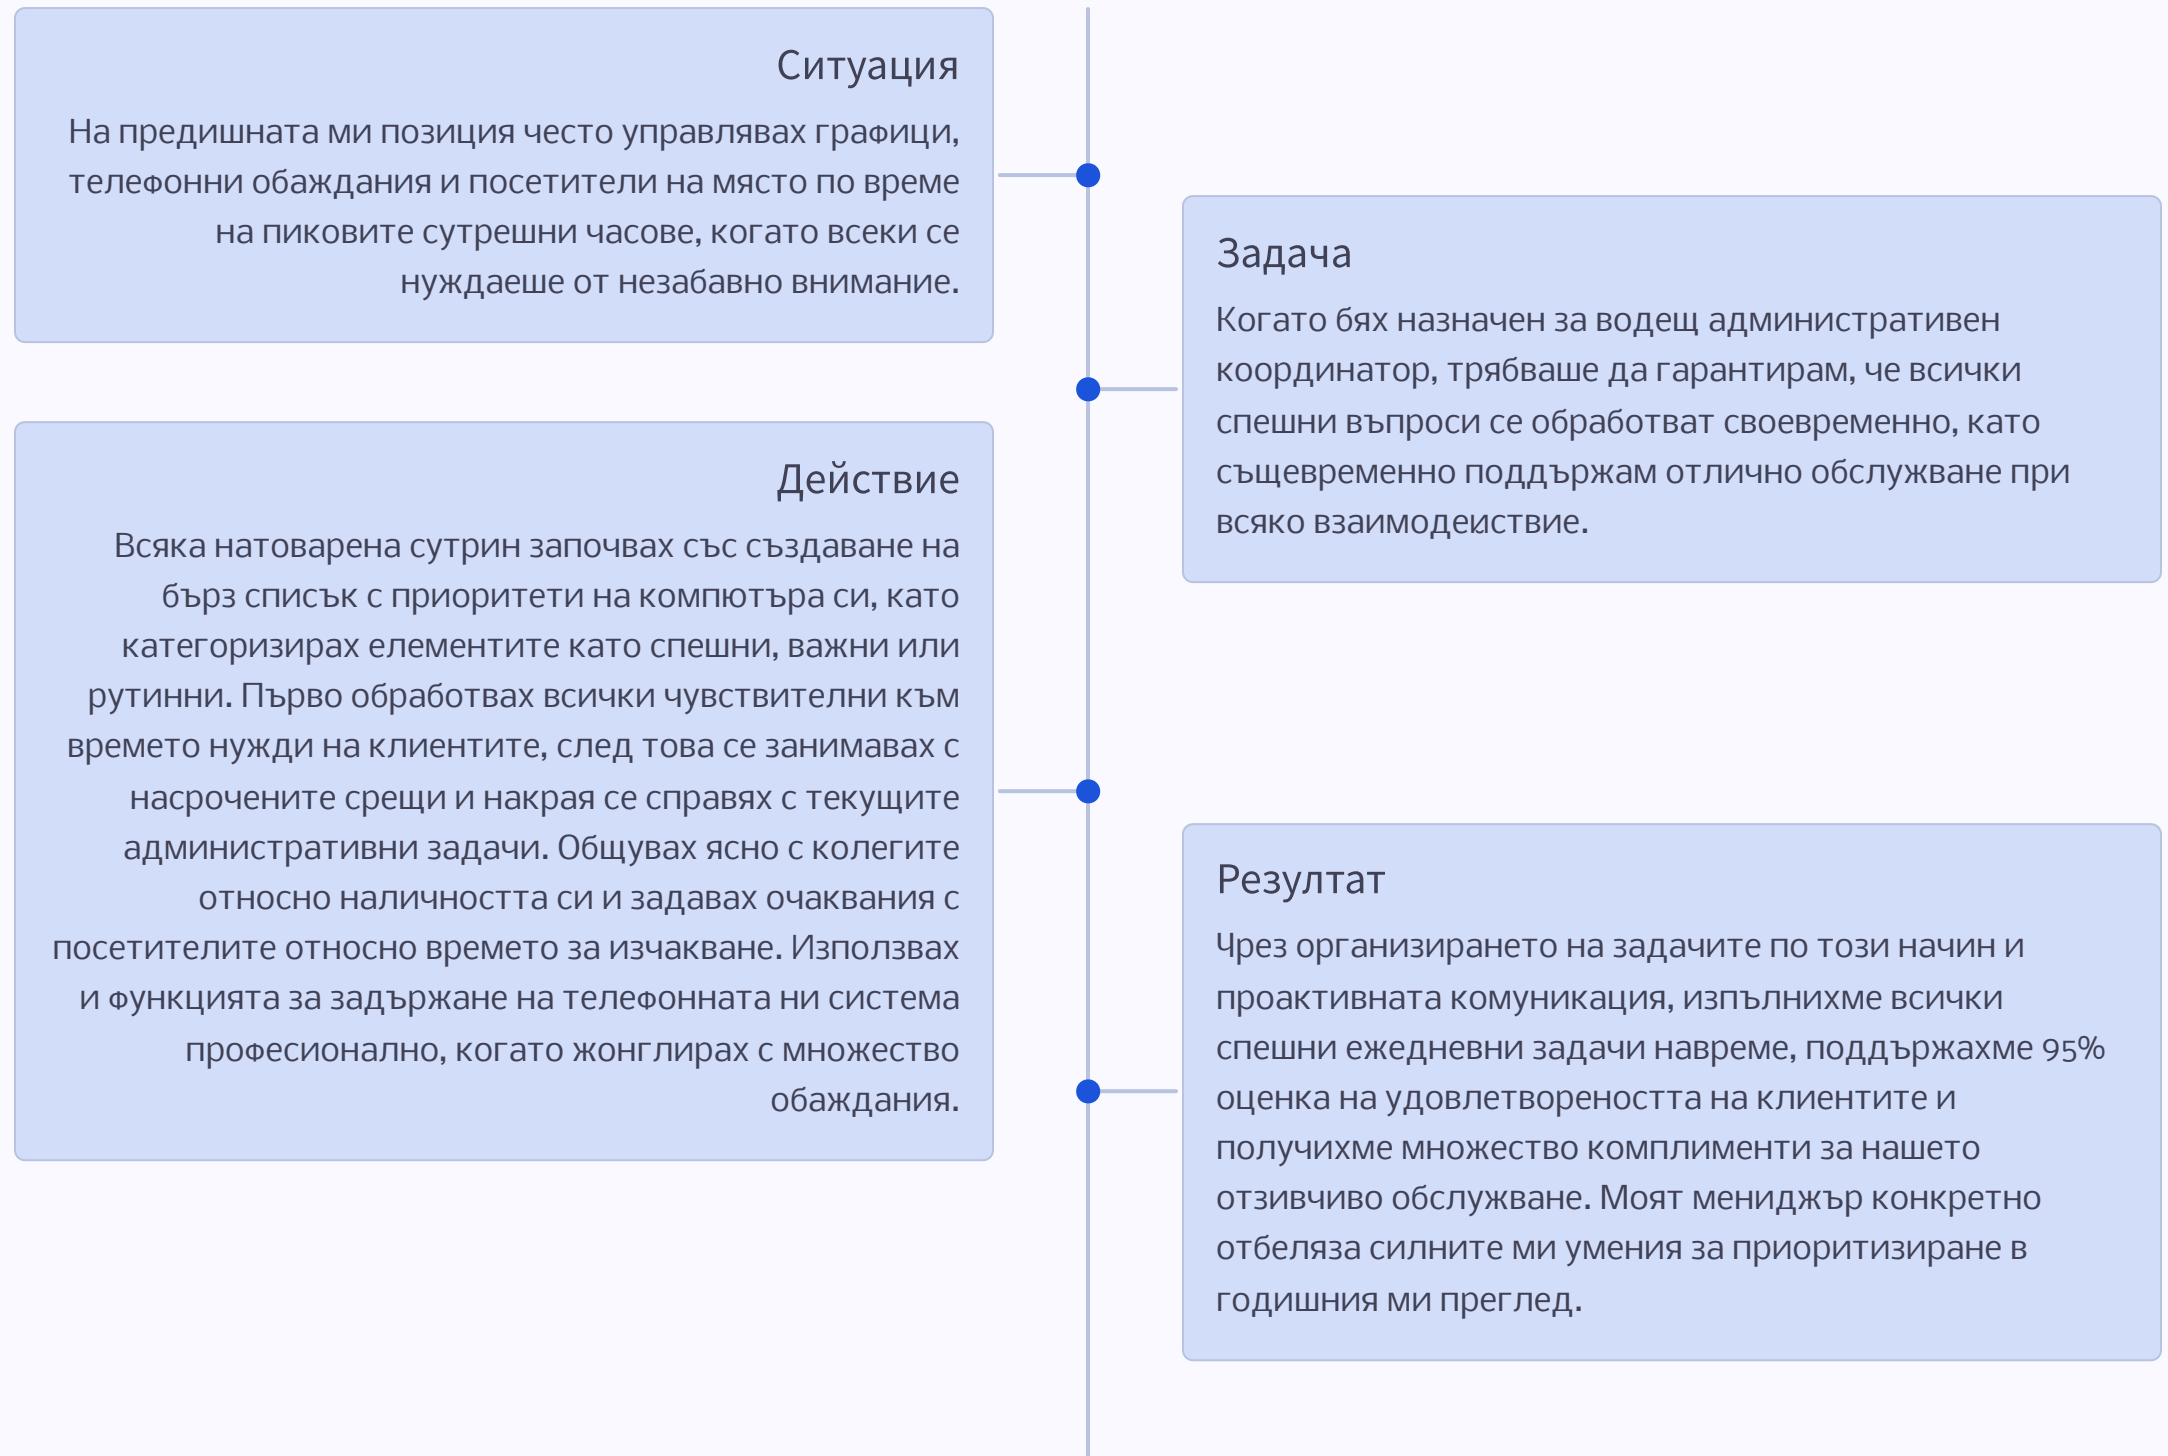 Ситуация
На предишната ми позиция често управлявах графици,
телефонни обаждания и посетители на място по време
на пиковите сутрешни часове, когато всеки се
нуждаеше от незабавно внимание.
Задача
Когато бях назначен за водещ административен
координатор, трябваше да гарантирам, че всички
спешни въпроси се обработват своевременно, като
същевременно поддържам отлично обслужване при
всяко взаимодействие.
Действие
Всяка натоварена сутрин започвах със създаване на
бърз списък с приоритети на компютъра си, като
категоризирах елементите като спешни, важни или
рутинни. Първо обработвах всички чувствителни към
времето нужди на клиентите, след това се занимавах с
насрочените срещи и накрая се справях с текущите
административни задачи. Общувах ясно с колегите
относно наличността си и задавах очаквания с
посетителите относно времето за изчакване. Използвах
и функцията за задържане на телефонната ни система
професионално, когато жонглирах с множество
обаждания.
Резултат
Чрез организирането на задачите по този начин и
проактивната комуникация, изпълнихме всички
спешни ежедневни задачи навреме, поддържахме 95%
оценка на удовлетвореността на клиентите и
получихме множество комплименти за нашето
отзивчиво обслужване. Моят мениджър конкретно
отбеляза силните ми умения за приоритизиране в
годишния ми преглед.